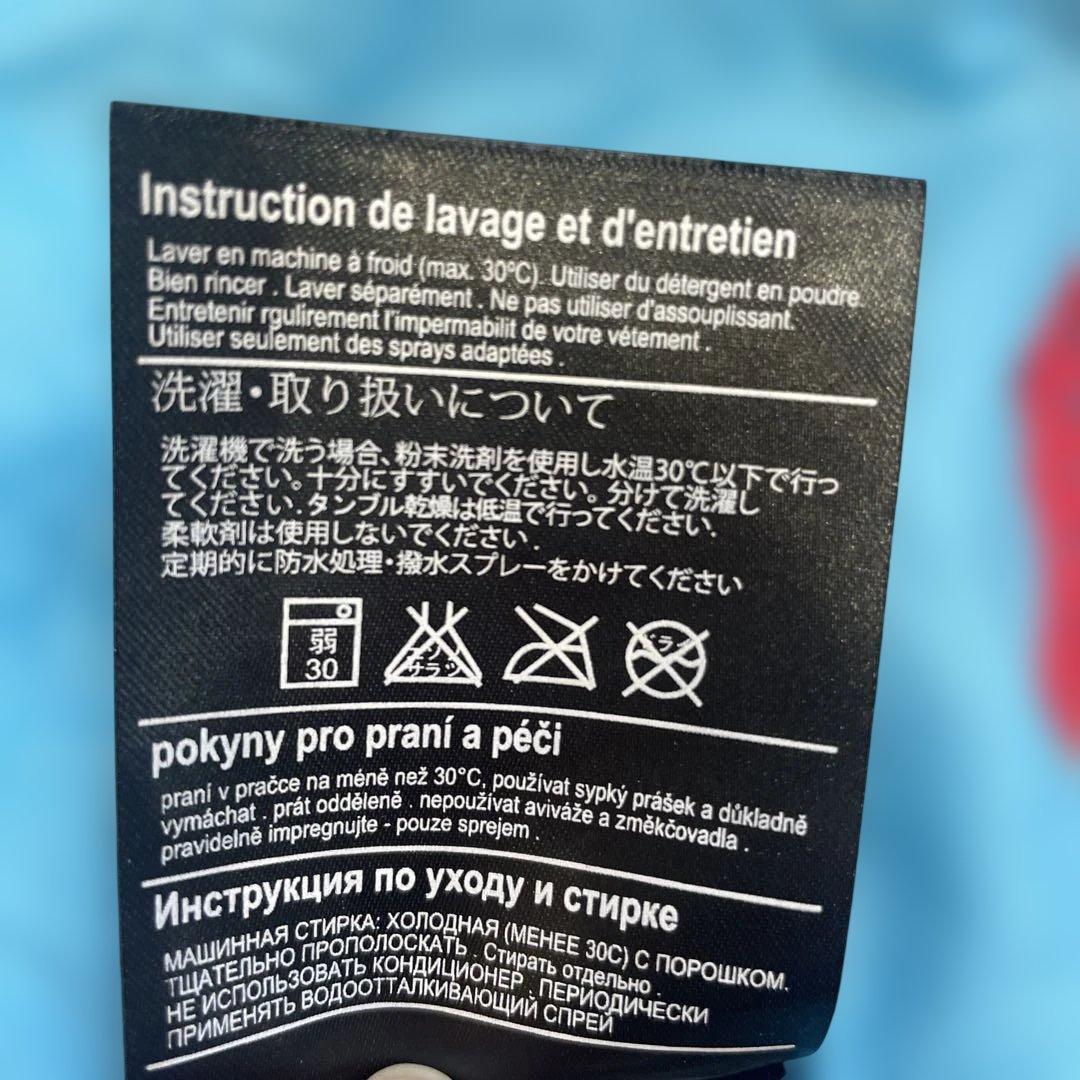 Instruction de lavage et d'entretien
Laver en machine à froid (max. 30ºC). Utiliser du détergent en poudre.
Bien rincer . Laver séparément . Ne pas utiliser d'assouplissant.
Entretenir rgulirement l'impermabilit de votre vétement .
Utiliser seulement des sprays adaptées .
洗濯・取り扱いについて
洗濯機で洗う場合、粉末洗剤を使用し水温30℃以下で行っ
てください。十分にすすいでください。分けて洗濯し
てください.タンブル乾燥は低温で行ってください.
柔軟剤は使用しないでください.
定期的に防水処理・撥水スプレーをかけてください
弱
30
エンソ
サラシ
ドライ
pokyny pro praní a péči
praní v pračce na méně než 30°C, používat sypký prášek a důkladně
vymáchat . prát odděleně . nepoužívat aviváže a změkčovadla .
pravidelně impregnujte - pouze sprejem .
Инструкция по уходу и стирке
МАШИННАЯ СТИРКА: ХОЛОДНАЯ (МЕНЕЕ 30С) С ПОРОШКОМ.
ТЩАТЕЛЬНО ПРОПОЛОСКАТЬ . Стирать отдельно .
НЕ ИСПОЛЬЗОВАТЬ КОНДИЦИОНЕР . ПЕРИОДИЧЕСКИ
ПРИМЕНЯТЬ ВОДООТТАЛКИВАЮЩИЙ СПРЕЙ